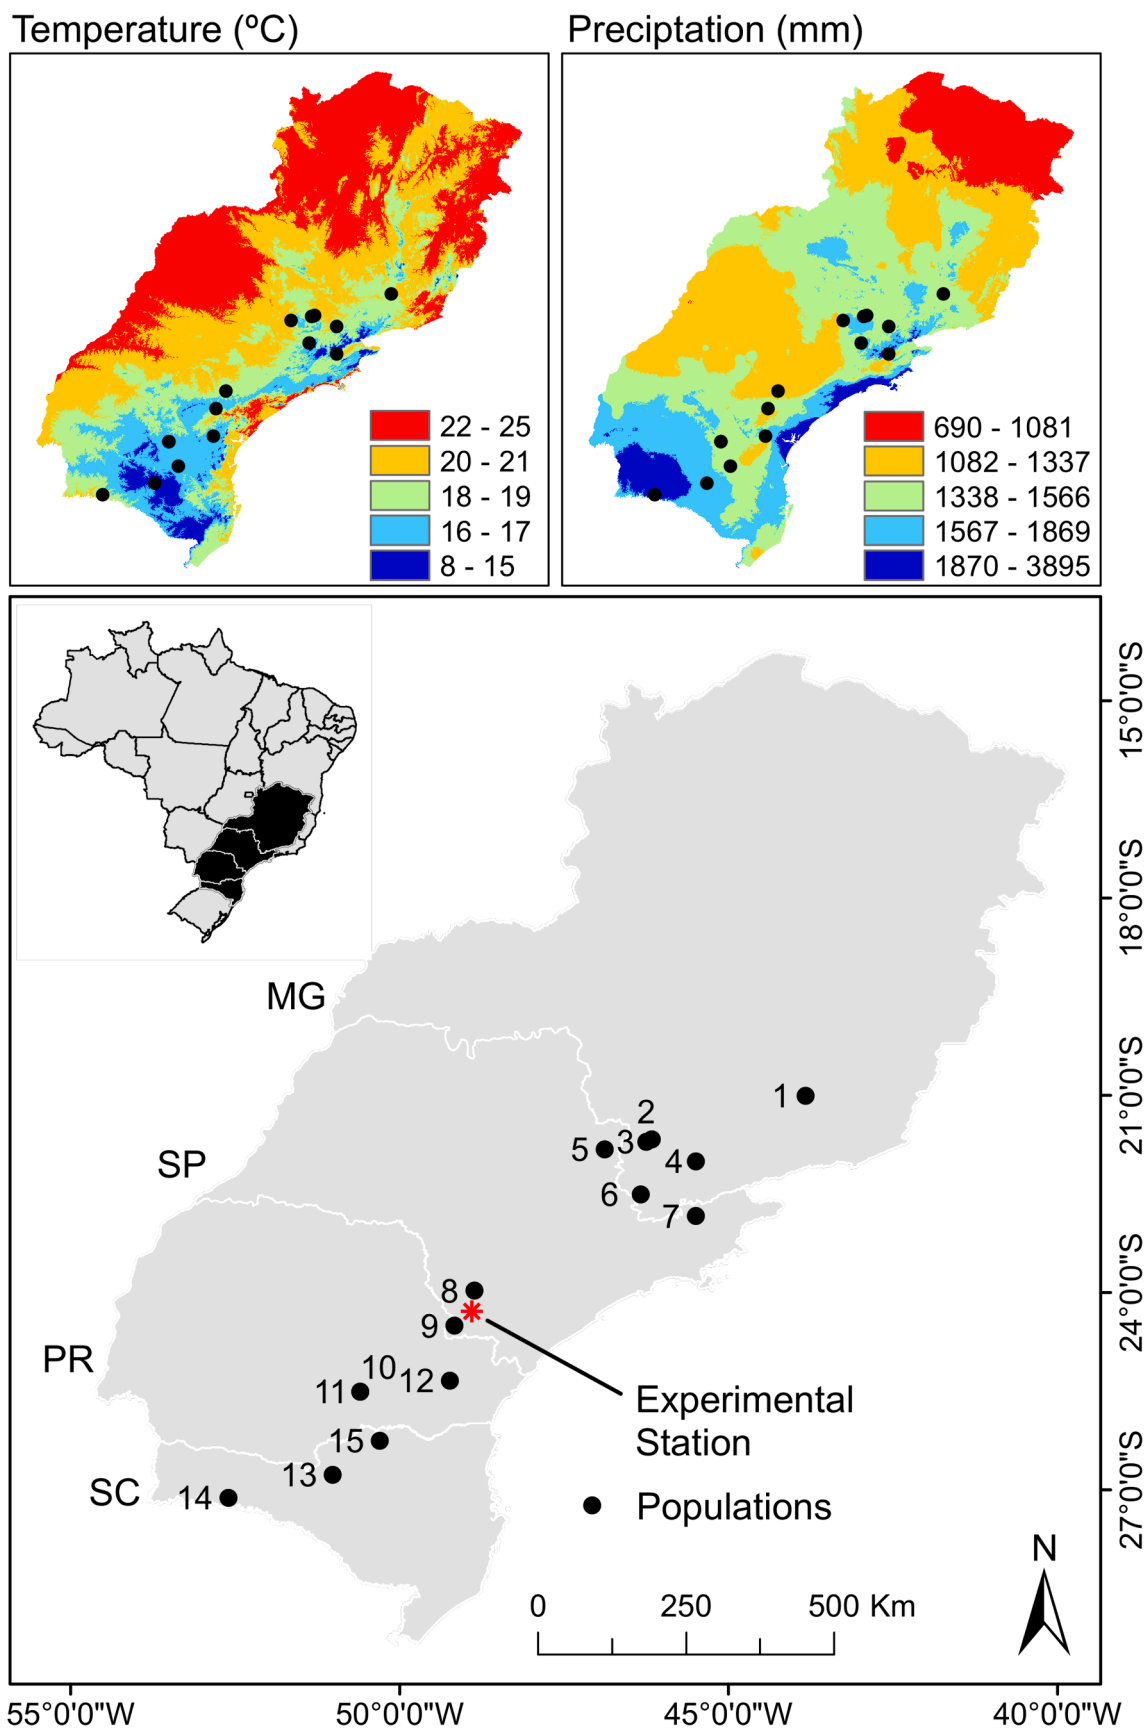 Temperature (ºC)
Preciptation (mm)
22 - 25
20 - 21
18 - 19
16 - 17
8 - 15
690 - 1081
1082 - 1337
1338 - 1566
1567 - 1869
1870 - 3895
15°0'0"S
18°0'0"S
21°0'0"S
24°0'0"S
27°0'0"S
MG
SP
PR
SC
1
2
3
4
5
6
7
8
9
10
11
12
15
13
14
Experimental
Station
Populations
N
0 250 500 Km
55°0'0"W 50°0'0"W 45°0'0"W 40°0'0"W